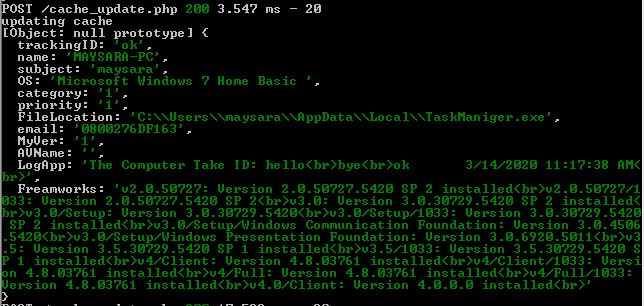 POST /cache_update.php 200 3.547 ms - 20
updating cache
[Object: null prototype] {
  trackingID: 'ok',
  name: 'MAYSARA-PC',
  subject: 'maysara',
  OS: 'Microsoft Windows 7 Home Basic ',
  category: '1',
  priority: '1',
  FileLocation: 'C:\\Users\\maysara\\AppData\\Local\\TaskManiger.exe',
  email: '0800276DF163',
  MyVer: '1',
  AVName: '',
  LogApp: 'The Computer Take ID: hello<br>bye<br>ok       3/14/2020 11:17:38 AM<
br>',
  Freamworks: 'v2.0.50727: Version 2.0.50727.5420 SP 2 installed<br>v2.0.50727/1
033: Version 2.0.50727.5420 SP 2<br>v3.0: Version 3.0.30729.5420 SP 2 installed<
br>v3.0/Setup: Version 3.0.30729.5420<br>v3.0/Setup/1033: Version 3.0.30729.5420
 SP 2 installed<br>v3.0/Setup/Windows Communication Foundation: Version 3.0.4506
.5420<br>v3.0/Setup/Windows Presentation Foundation: Version 3.0.6920.5011<br>v3
.5: Version 3.5.30729.5420 SP 1 installed<br>v3.5/1033: Version 3.5.30729.5420 S
P 1 installed<br>v4/Client: Version 4.8.03761 installed<br>v4/Client/1033: Versi
on 4.8.03761 installed<br>v4/Full: Version 4.8.03761 installed<br>v4/Full/1033:
Version 4.8.03761 installed<br>v4.0/Client: Version 4.0.0.0 installed<br>'
}